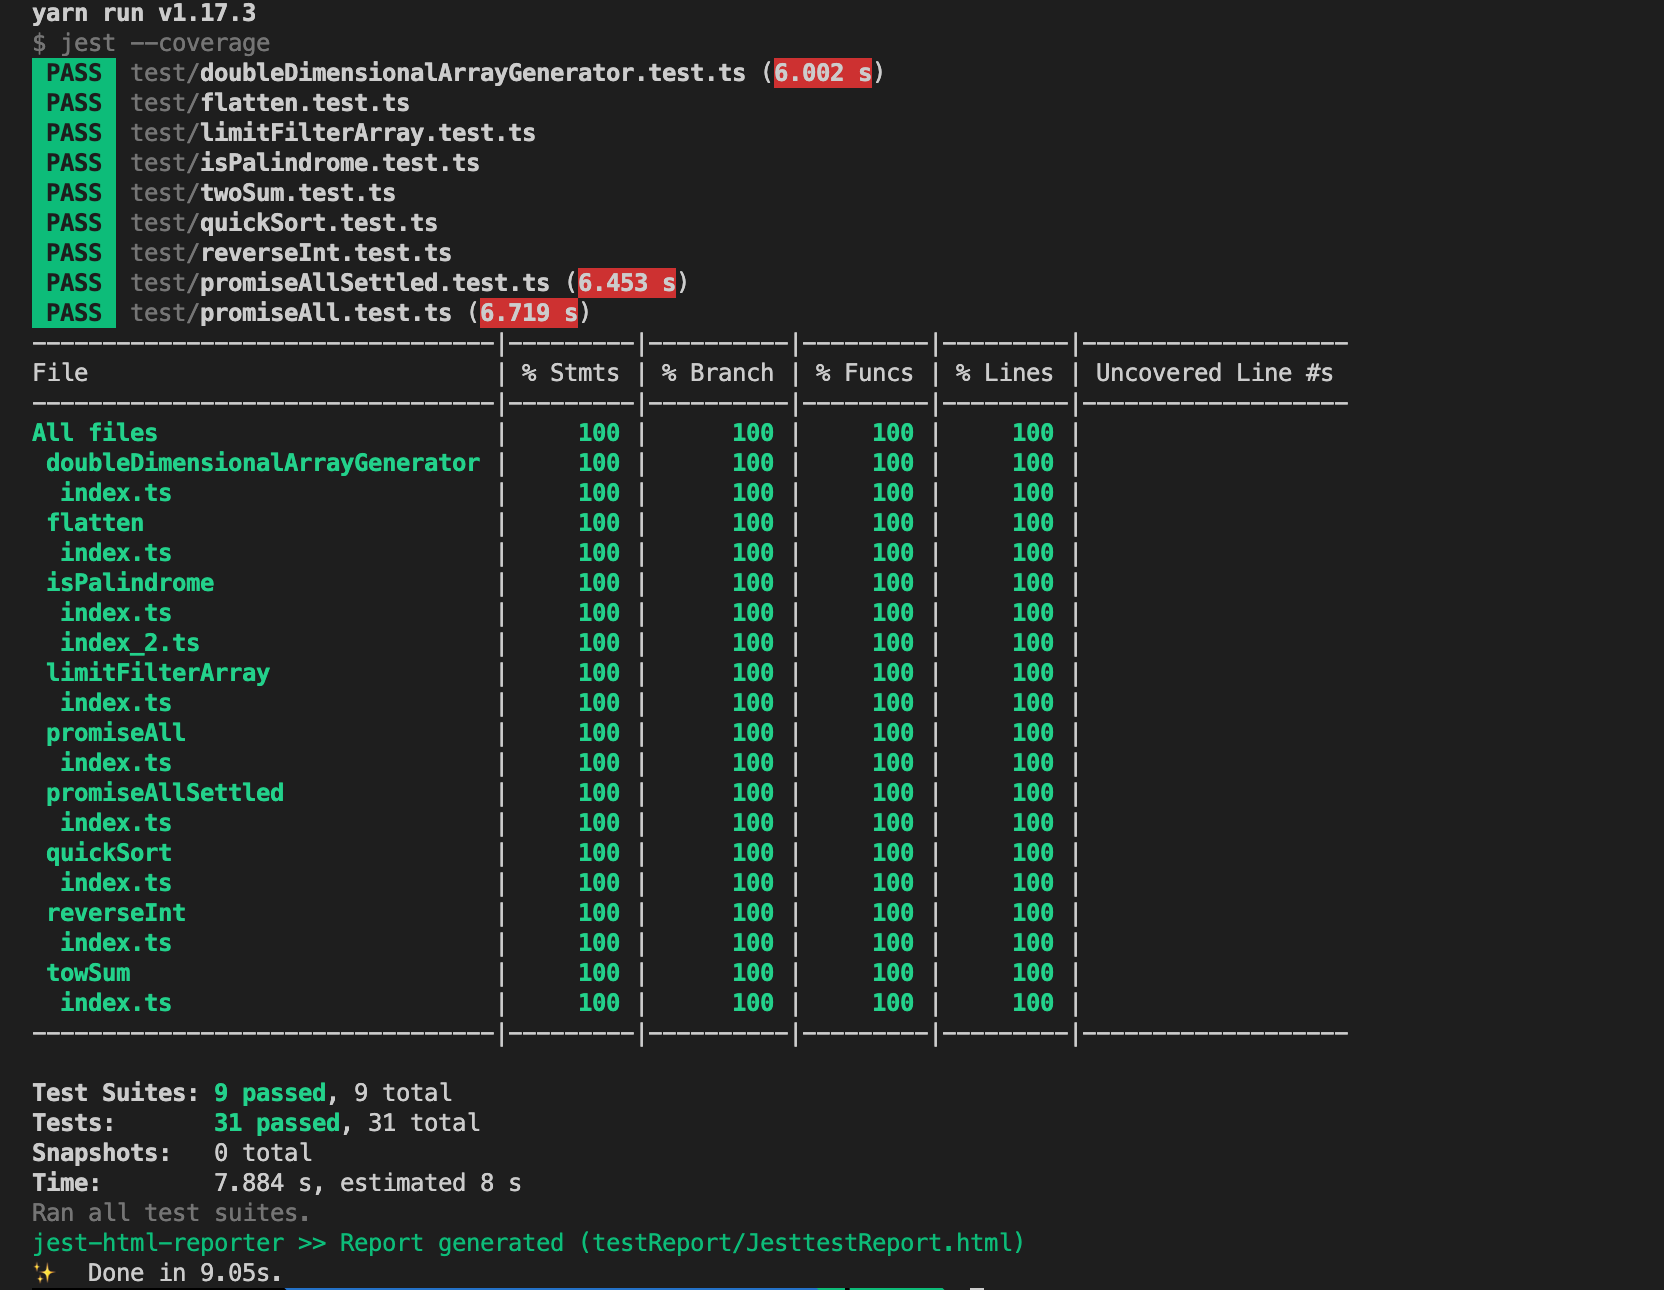 yarn run v1.17.3
$ jest --coverage
PASS test/doubleDimensionalArrayGenerator.test.ts (6.002 s)
PASS test/flatten.test.ts
PASS test/limitFilterArray.test.ts
PASS test/isPalindrome.test.ts
PASS test/twoSum.test.ts
PASS test/quickSort.test.ts
PASS test/reverseInt.test.ts
PASS test/promiseAllSettled.test.ts (6.453 s)
PASS test/promiseAll.test.ts (6.719 s)
---------------------------------|---------|----------|---------|---------|-------------------
File                             | % Stmts | % Branch | % Funcs | % Lines | Uncovered Line #s
---------------------------------|---------|----------|---------|---------|-------------------
All files                        |     100 |      100 |     100 |     100 |
 doubleDimensionalArrayGenerator |     100 |      100 |     100 |     100 |
  index.ts                       |     100 |      100 |     100 |     100 |
 flatten                         |     100 |      100 |     100 |     100 |
  index.ts                       |     100 |      100 |     100 |     100 |
 isPalindrome                    |     100 |      100 |     100 |     100 |
  index.ts                       |     100 |      100 |     100 |     100 |
  index_2.ts                     |     100 |      100 |     100 |     100 |
 limitFilterArray                |     100 |      100 |     100 |     100 |
  index.ts                       |     100 |      100 |     100 |     100 |
 promiseAll                      |     100 |      100 |     100 |     100 |
  index.ts                       |     100 |      100 |     100 |     100 |
 promiseAllSettled               |     100 |      100 |     100 |     100 |
  index.ts                       |     100 |      100 |     100 |     100 |
 quickSort                       |     100 |      100 |     100 |     100 |
  index.ts                       |     100 |      100 |     100 |     100 |
 reverseInt                      |     100 |      100 |     100 |     100 |
  index.ts                       |     100 |      100 |     100 |     100 |
 towSum                          |     100 |      100 |     100 |     100 |
  index.ts                       |     100 |      100 |     100 |     100 |
---------------------------------|---------|----------|---------|---------|-------------------
Test Suites: 9 passed, 9 total
Tests:       31 passed, 31 total
Snapshots:   0 total
Time:        7.884 s, estimated 8 s
Ran all test suites.
jest-html-reporter >> Report generated (testReport/JesttestReport.html)
✨  Done in 9.05s.